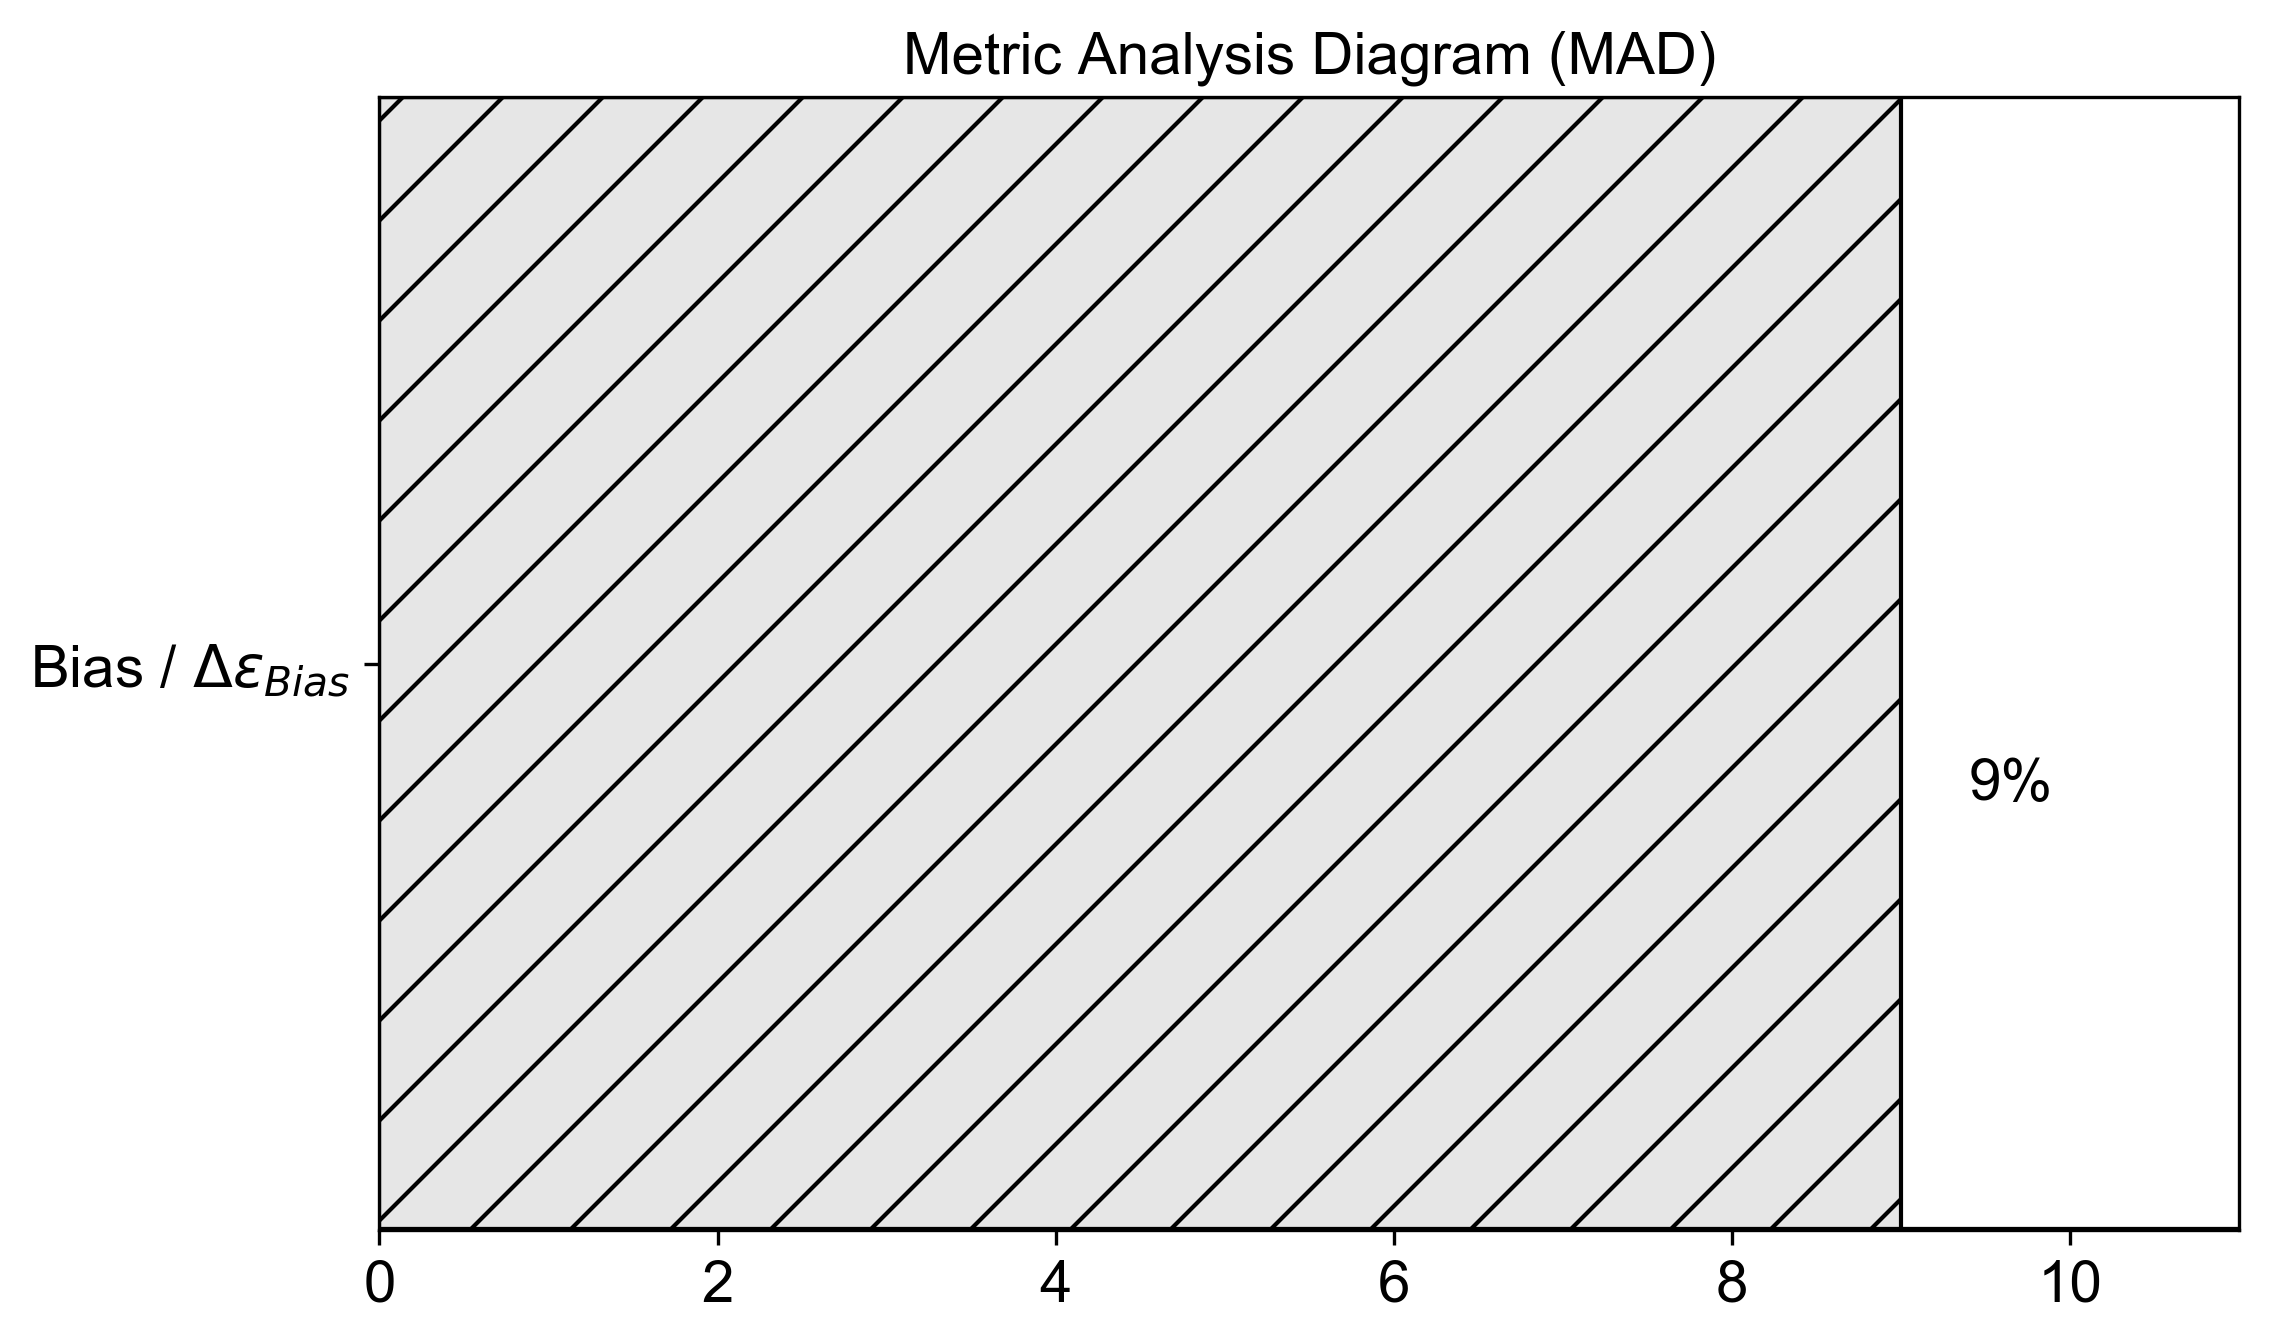 Metric Analysis Diagram (MAD)
Bias / Δε_Bias
9%
0 2 4 6 8 10